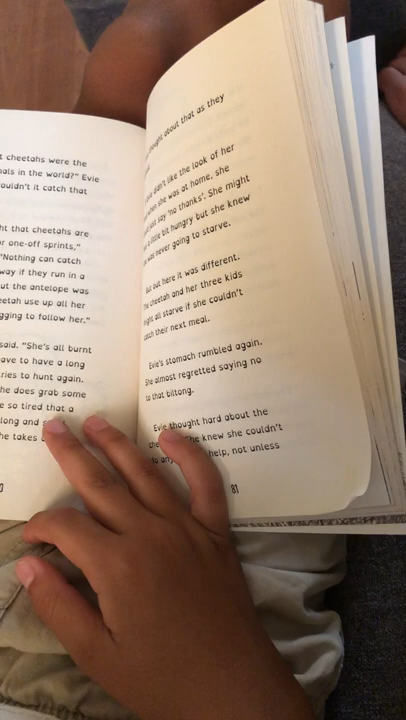 t cheetahs were the
als in the world?" Evie
ouldn't it catch that
ht that cheetahs are
or one-off sprints,"
"Nothing can catch
way if they run in a
ut the antelope was
eetah use up all her
gging to follow her."
said. "She's all burnt
ave to have a long
ries to hunt again.
he does grab some
e so tired that a
long and
he takes
0
thought about that as they
didn't like the look of her
when she was at home, she
just say 'no thanks'. She might
a little bit hungry but she knew
was never going to starve.
But out here it was different.
The cheetah and her three kids
might all starve if she couldn't
catch their next meal.
Evie's stomach rumbled again.
She almost regretted saying no
to that biltong.
Evie thought hard about the
she knew she couldn't
help, not unless
81